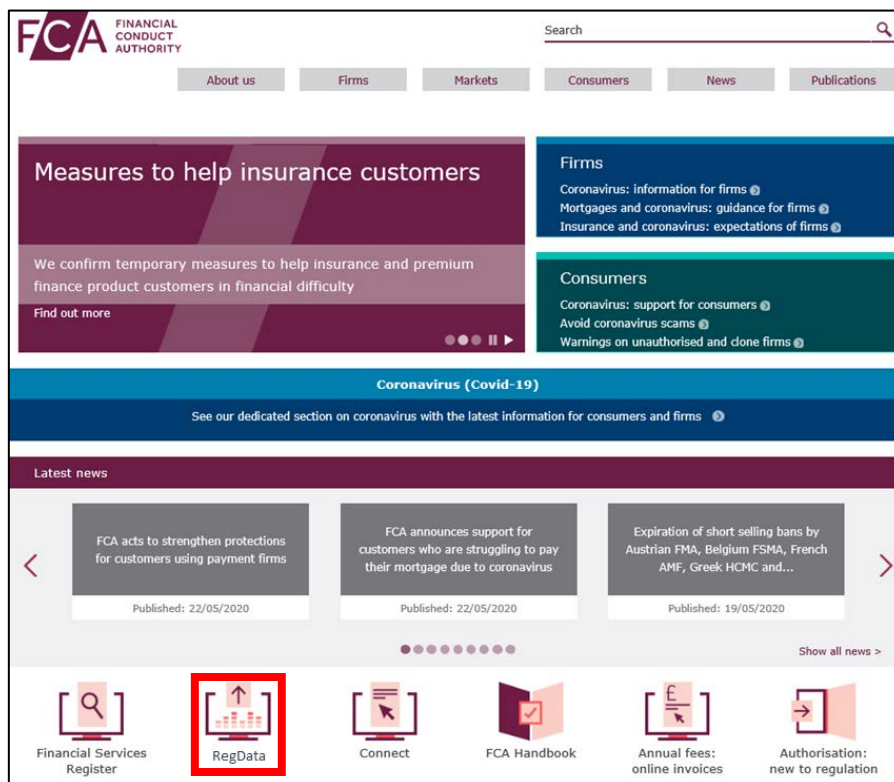 FCA FINANCIAL
CONDUCT
AUTHORITY
Search
About us
Firms
Markets
Consumers
News
Publications
Measures to help insurance customers
We confirm temporary measures to help insurance and premium
finance product customers in financial difficulty
Find out more
Firms
Coronavirus: information for firms
Mortgages and coronavirus: guidance for firms
Insurance and coronavirus: expectations of firms
Consumers
Coronavirus: support for consumers
Avoid coronavirus scams
Warnings on unauthorised and clone firms
Coronavirus (Covid-19)
See our dedicated section on coronavirus with the latest information for consumers and firms
Latest news
FCA acts to strengthen protections
for customers using payment firms
Published: 22/05/2020
FCA announces support for
customers who are struggling to pay
their mortgage due to coronavirus
Published: 22/05/2020
Expiration of short selling bans by
Austrian FMA, Belgium FSMA, French
AMF, Greek HCMC and...
Published: 19/05/2020
Show all news >
Financial Services
Register
RegData
Connect
FCA Handbook
£
Annual fees:
online invoices
Authorisation:
new to regulation